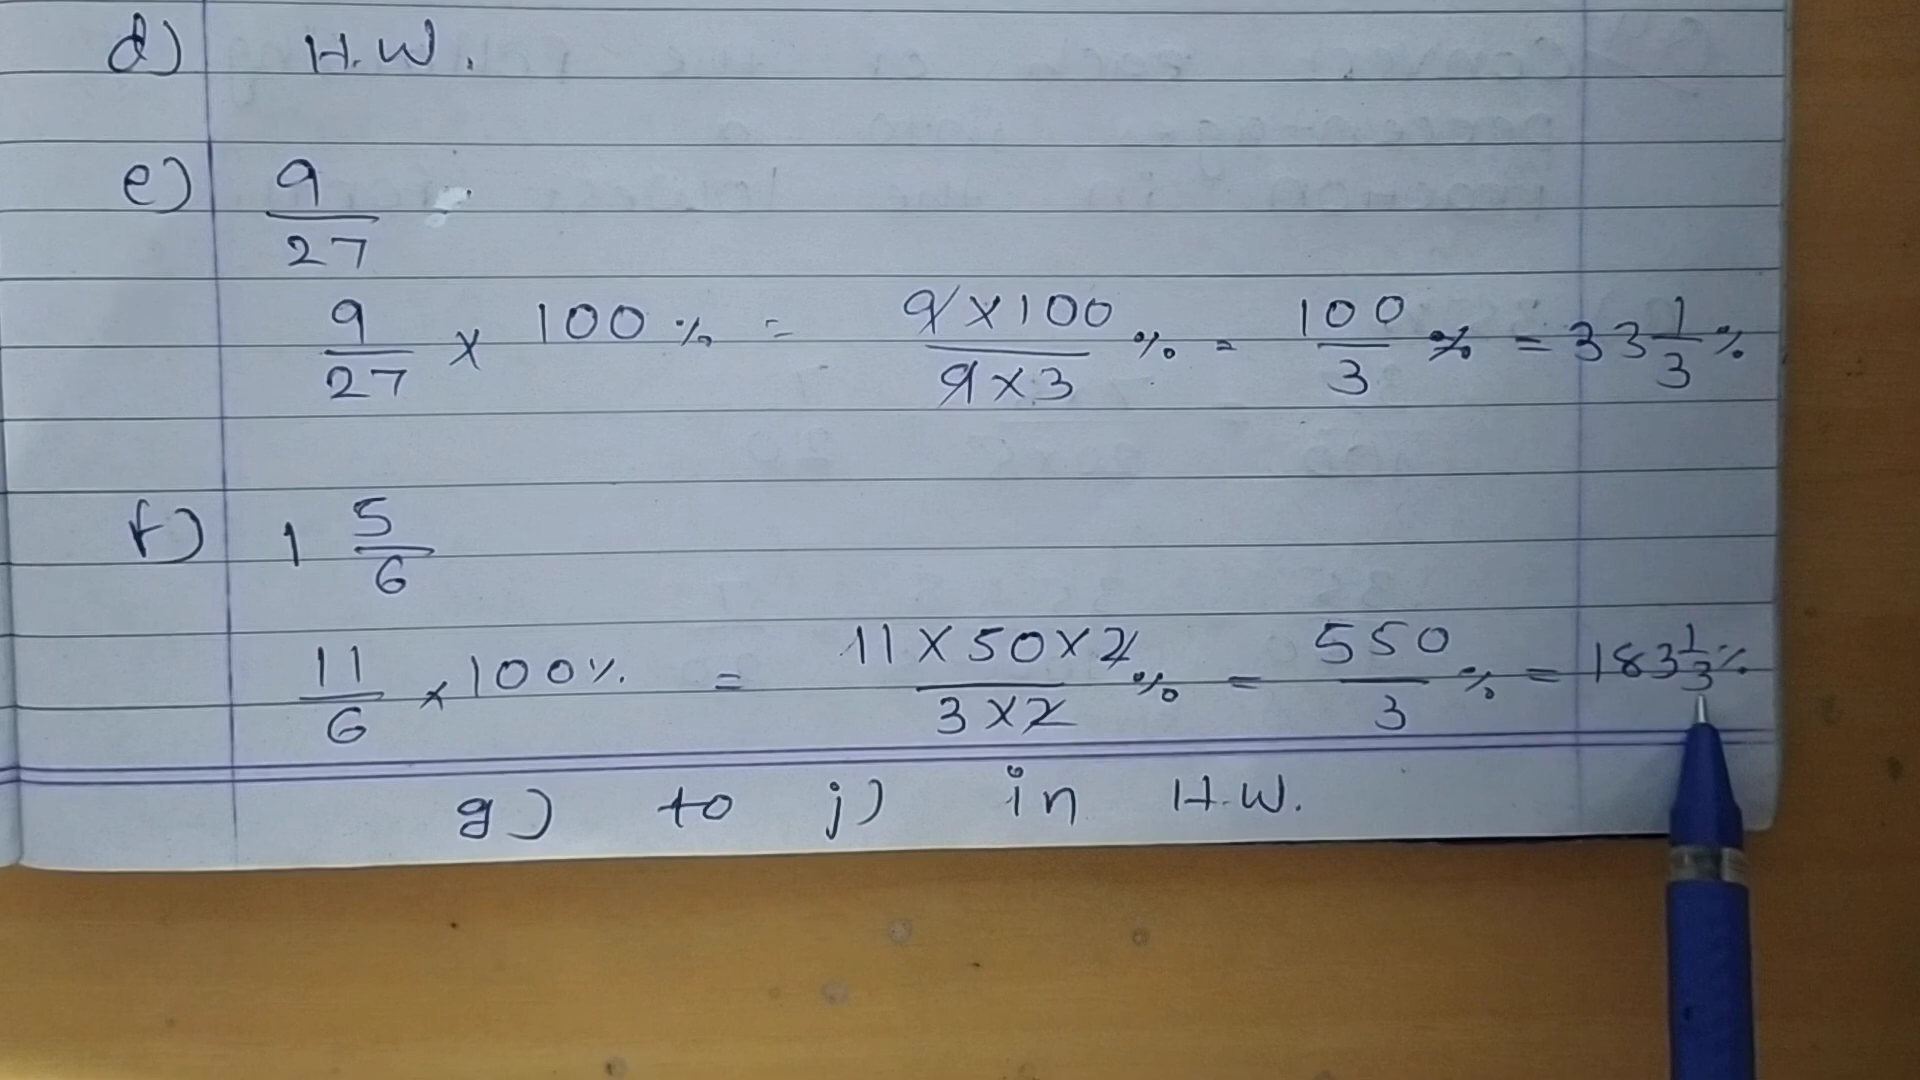 d) H.W.
e) 9/27
9/27 × 100 % = 9×100/9×3 % = 100/3 % = 33 1/3 %
f) 1 5/6
11/6 × 100% = 11×50×2/3×2 % = 550/3 % = 183 1/3 %
g) to j) in H.W.